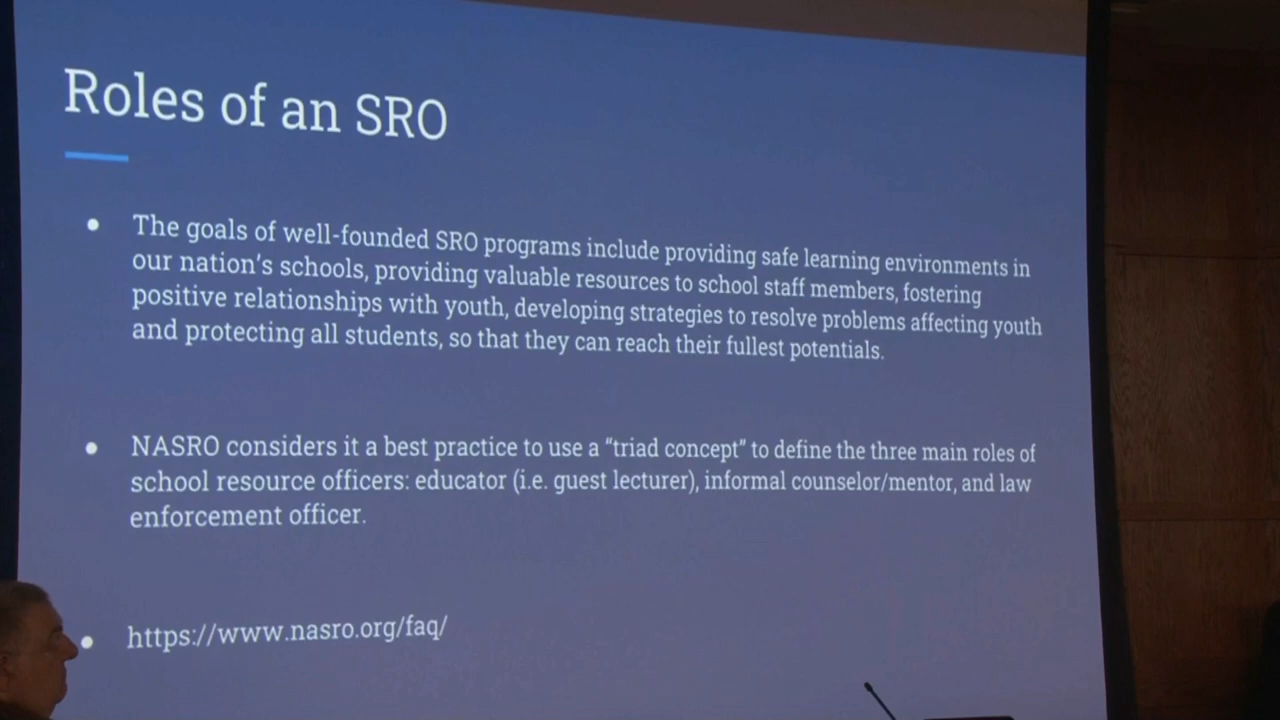 Roles of an SRO
● The goals of well-founded SRO programs include providing safe learning environments in
our nation's schools, providing valuable resources to school staff members, fostering
positive relationships with youth, developing strategies to resolve problems affecting youth
and protecting all students, so that they can reach their fullest potentials.
● NASRO considers it a best practice to use a “triad concept” to define the three main roles of
school resource officers: educator (i.e. guest lecturer), informal counselor/mentor, and law
enforcement officer.
● https://www.nasro.org/faq/